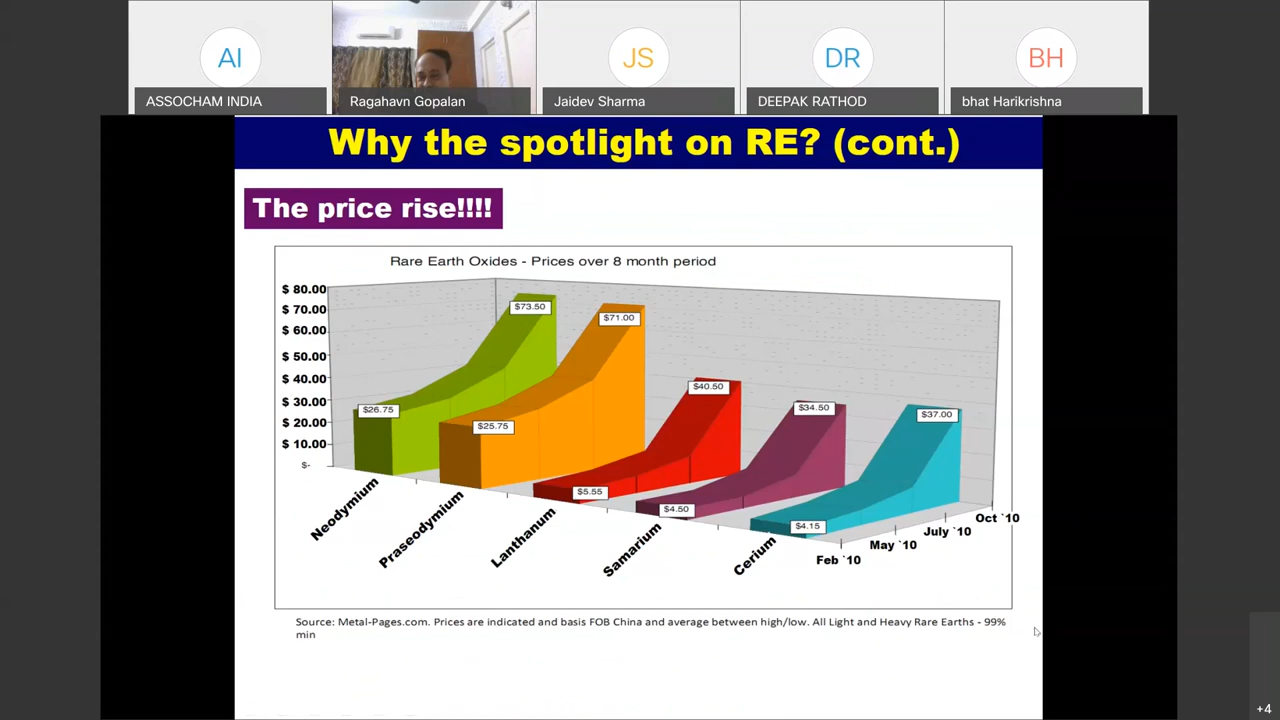 AI
JS
DR
BH
ASSOCHAM INDIA
Ragahavn Gopalan
Jaidev Sharma
DEEPAK RATHOD
bhat Harikrishna
Why the spotlight on RE? (cont.)
The price rise!!!!
Rare Earth Oxides - Prices over 8 month period
$ 80.00
$ 70.00
$ 60.00
$ 50.00
$ 40.00
$ 30.00
$ 20.00
$ 10.00
$-
$73.50
$71.00
$40.50
$34.50
$37.00
$26.75
$25.75
$5.55
$4.50
$4.15
Neodymium
Praseodymium
Lanthanum
Samarium
Cerium
Feb `10
May `10
July `10
Oct `10
Source: Metal-Pages.com. Prices are indicated and basis FOB China and average between high/low. All Light and Heavy Rare Earths - 99%
min
+4